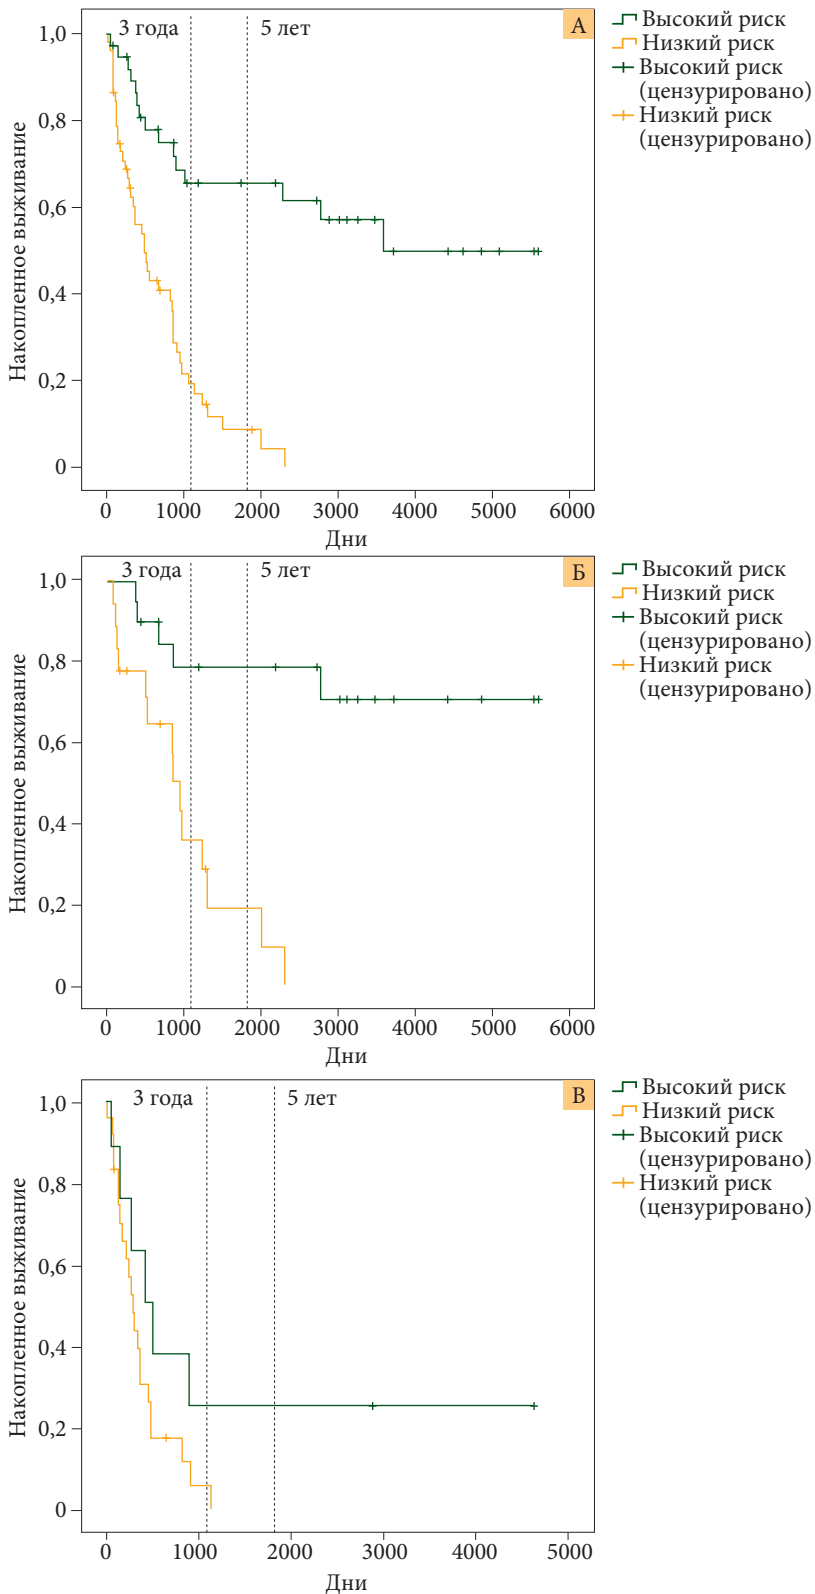 3 года
5 лет
А
Высокий риск
Низкий риск
Высокий риск
(цензурировано)
Низкий риск
(цензурировано)
Накопленное выживание
1,0
0,8
0,6
0,4
0,2
0
0 1000 2000 3000 4000 5000 6000
Дни
3 года
5 лет
Б
Высокий риск
Низкий риск
Высокий риск
(цензурировано)
Низкий риск
(цензурировано)
Накопленное выживание
1,0
0,8
0,6
0,4
0,2
0
0 1000 2000 3000 4000 5000 6000
Дни
3 года
5 лет
В
Высокий риск
Низкий риск
Высокий риск
(цензурировано)
Низкий риск
(цензурировано)
Накопленное выживание
1,0
0,8
0,6
0,4
0,2
0
0 1000 2000 3000 4000 5000
Дни